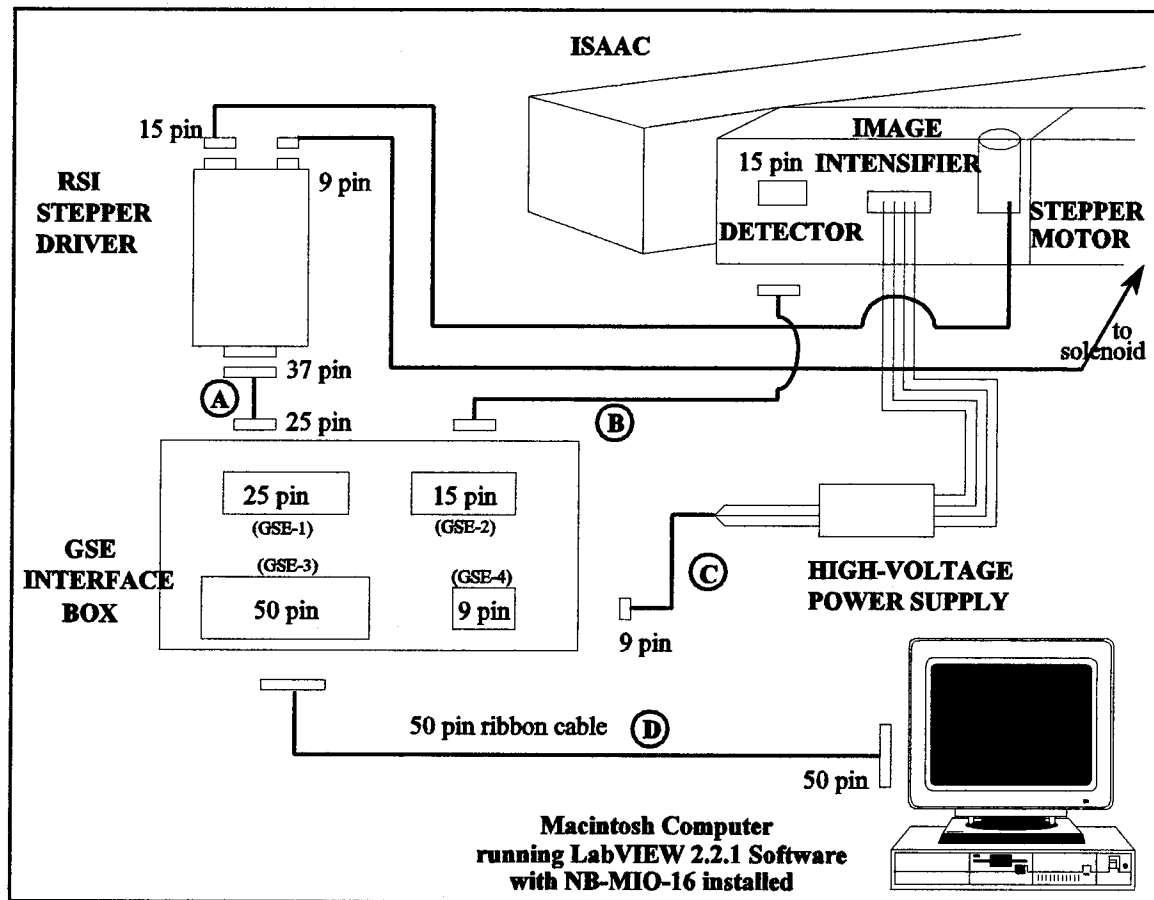 ISAAC
15 pin
9 pin
RSI
STEPPER
DRIVER
IMAGE
INTENSIFIER
15 pin
DETECTOR
STEPPER
MOTOR
to
solenoid
37 pin
A
25 pin
B
25 pin
(GSE-1)
15 pin
(GSE-2)
GSE
INTERFACE
BOX
(GSE-3)
50 pin
(GSE-4)
9 pin
C
9 pin
HIGH-VOLTAGE
POWER SUPPLY
50 pin ribbon cable
D
50 pin
Macintosh Computer
running LabVIEW 2.2.1 Software
with NB-MIO-16 installed